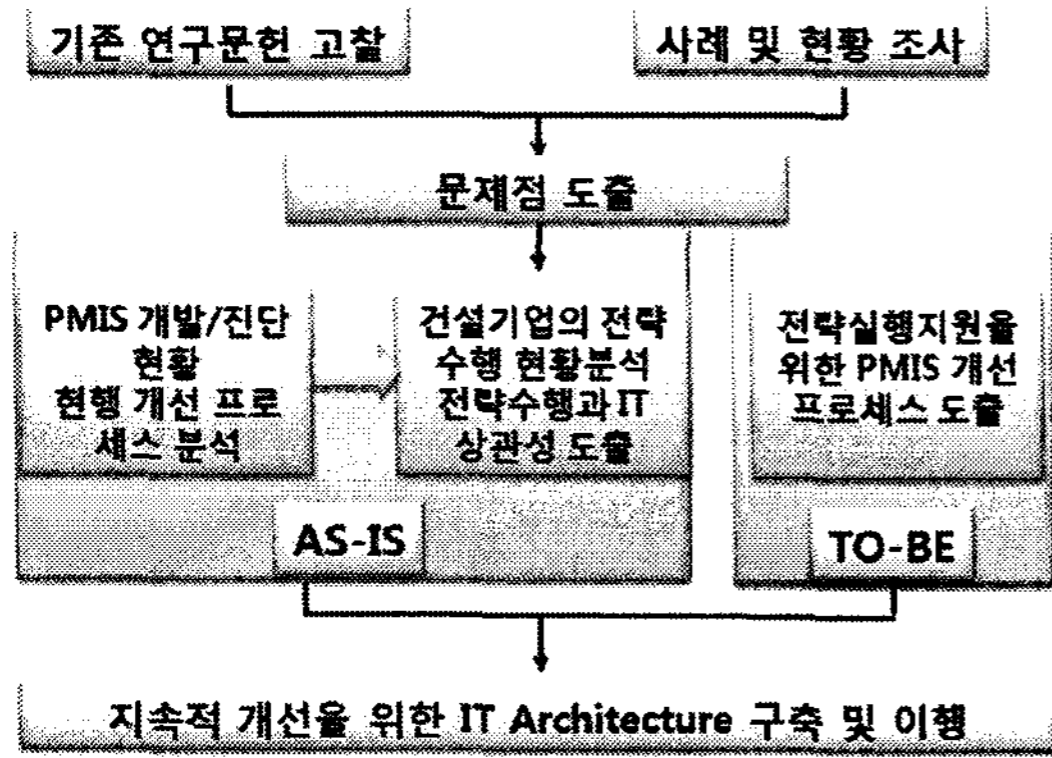 기존 연구문헌 고찰
사례 및 현황 조사
문제점 도출
PMIS 개발/진단
현황
현행 개선 프로
세스 분석
건설기업의 전략
수행 현황분석
전략수행과 IT
상관성 도출
전략실행지원을
위한 PMIS 개선
프로세스 도출
AS-IS
TO-BE
지속적 개선을 위한 IT Architecture 구축 및 이행